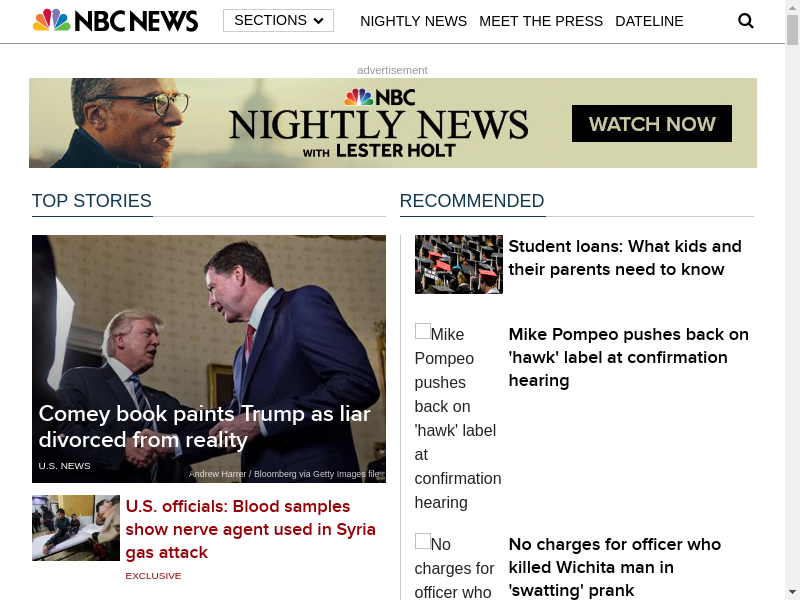 NBC NEWS
SECTIONS
NIGHTLY NEWS MEET THE PRESS DATELINE
advertisement
NBC
NIGHTLY NEWS
WITH LESTER HOLT
WATCH NOW
TOP STORIES
Comey book paints Trump as liar
divorced from reality
U.S. NEWS
Andrew Harrer / Bloomberg via Getty Images file
U.S. officials: Blood samples
show nerve agent used in Syria
gas attack
EXCLUSIVE
RECOMMENDED
Student loans: What kids and
their parents need to know
Mike
Pompeo
pushes
back on
'hawk' label
at
confirmation
hearing
Mike Pompeo pushes back on
'hawk' label at confirmation
hearing
No
charges for
officer who
No charges for officer who
killed Wichita man in
'swatting' prank